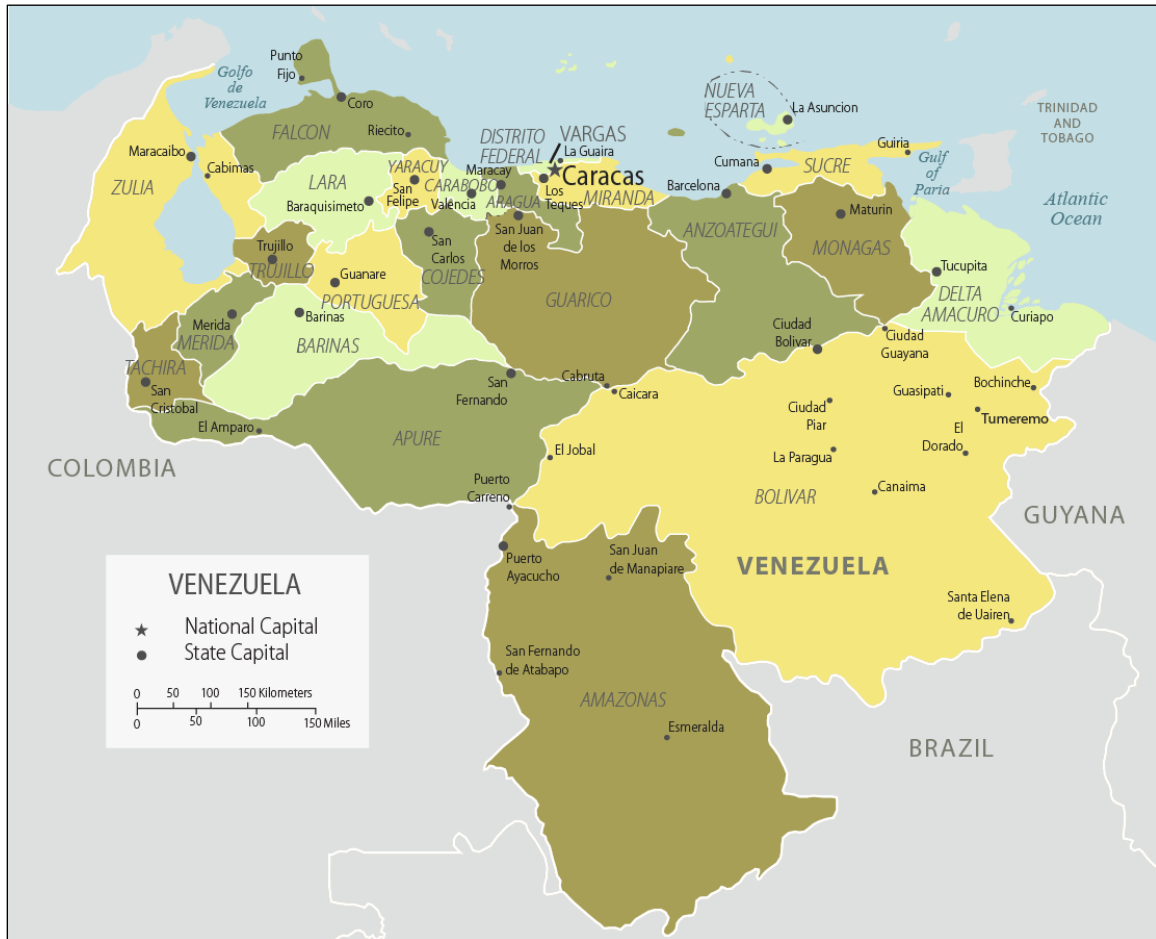 Punto
Fijo
Golfo
de
Venezuela
Coro
FALCON
Riecito
NUEVA
ESPARTA
La Asuncion
TRINIDAD
AND
TOBAGO
DISTRITO
FEDERAL
VARGAS
La Guaira
Caracas
Maracaibo
Cabimas
ZULIA
LARA
Baraquisimeto
YARACUY
San
Felipe
CARABOBO
Valencia
Maracay
ARAGUA
Los
Teques
MIRANDA
Cumana
SUCRE
Guiria
Gulf
of
Paria
Atlantic
Ocean
Barcelona
ANZOATEGUI
Maturin
MONAGAS
Trujillo
TRUJILLO
San
Carlos
COJEDES
San Juan
de los
Morros
GUARICO
Guanare
PORTUGUESA
Tucupita
DELTA
AMACURO
Curiapo
Merida
MERIDA
Barinas
BARINAS
Ciudad
Bolivar
Ciudad
Guayana
TACHIRA
San
Cristobal
San
Fernando
Cabruta
Caicara
Guasipati
Bochinche
Ciudad
Piar
Tumeremo
El Amparo
APURE
El Jobal
La Paragua
El
Dorado
COLOMBIA
Puerto
Carreno
BOLIVAR
Canaima
GUYANA
Puerto
Ayacucho
San Juan
de Manapiare
VENEZUELA
Santa Elena
de Uairen
San Fernando
de Atabapo
AMAZONAS
Esmeralda
BRAZIL
VENEZUELA
National Capital
State Capital
0 50 100 150 Kilometers
0 50 100 150 Miles